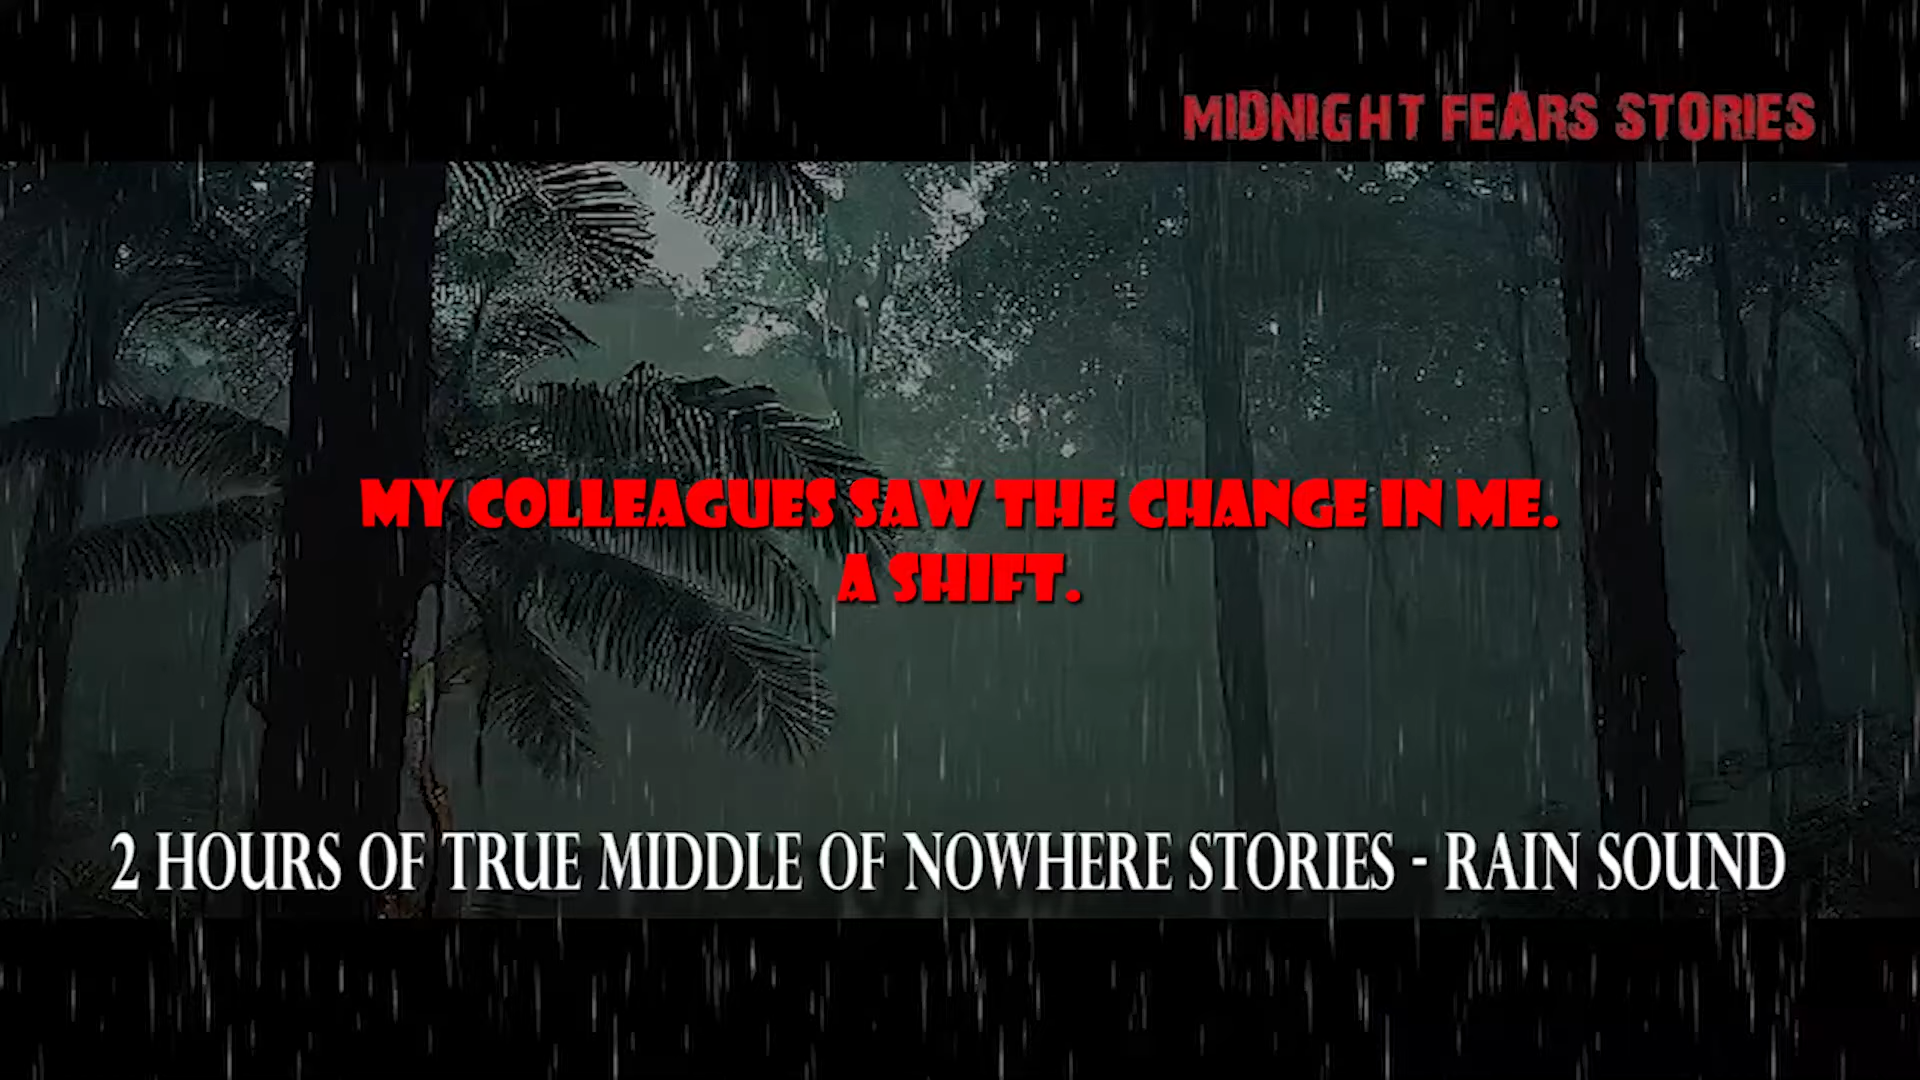 MIDNIGHT FEARS STORIES
MY COLLEAGUES SAW THE CHANGE IN ME.
A SHIFT.
2 HOURS OF TRUE MIDDLE OF NOWHERE STORIES - RAIN SOUND